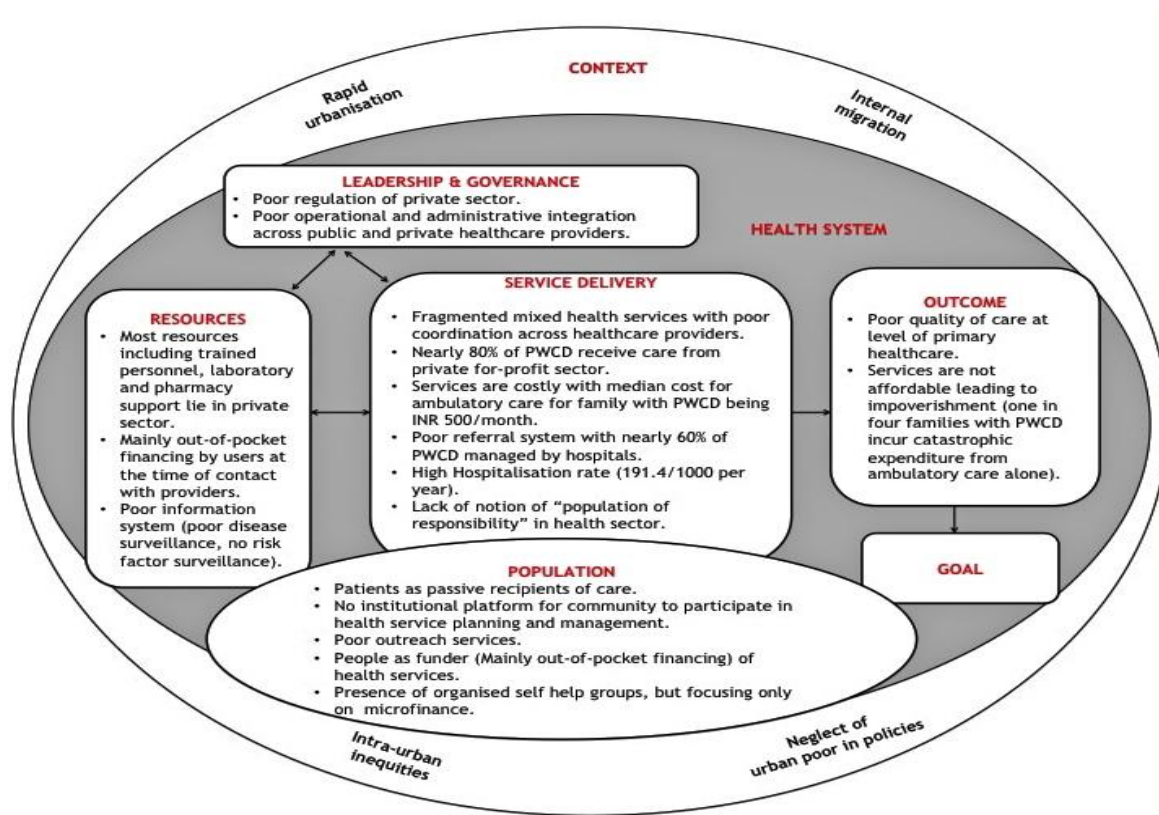 CONTEXT
Rapid
urbanisation
Internal
migration
LEADERSHIP & GOVERNANCE
• Poor regulation of private sector.
• Poor operational and administrative integration
across public and private healthcare providers.
HEALTH SYSTEM
RESOURCES
• Most resources
including trained
personnel, laboratory
and pharmacy
support lie in private
sector.
• Mainly out-of-pocket
financing by users at
the time of contact
with providers.
• Poor information
system (poor disease
surveillance, no risk
factor surveillance).
SERVICE DELIVERY
• Fragmented mixed health services with poor
coordination across healthcare providers.
• Nearly 80% of PWCD receive care from
private for-profit sector.
• Services are costly with median cost for
ambulatory care for family with PWCD being
INR 500/month.
• Poor referral system with nearly 60% of
PWCD managed by hospitals.
• High Hospitalisation rate (191.4/1000 per
year).
• Lack of notion of “population of
responsibility” in health sector.
OUTCOME
• Poor quality of care at
level of primary
healthcare.
• Services are not
affordable leading to
impoverishment (one in
four families with PWCD
incur catastrophic
expenditure from
ambulatory care alone).
GOAL
POPULATION
• Patients as passive recipients of care.
• No institutional platform for community to participate in
health service planning and management.
• Poor outreach services.
• People as funder (Mainly out-of-pocket financing) of
health services.
• Presence of organised self help groups, but focusing only
on microfinance.
Intra-urban
inequities
Neglect of
urban poor in policies